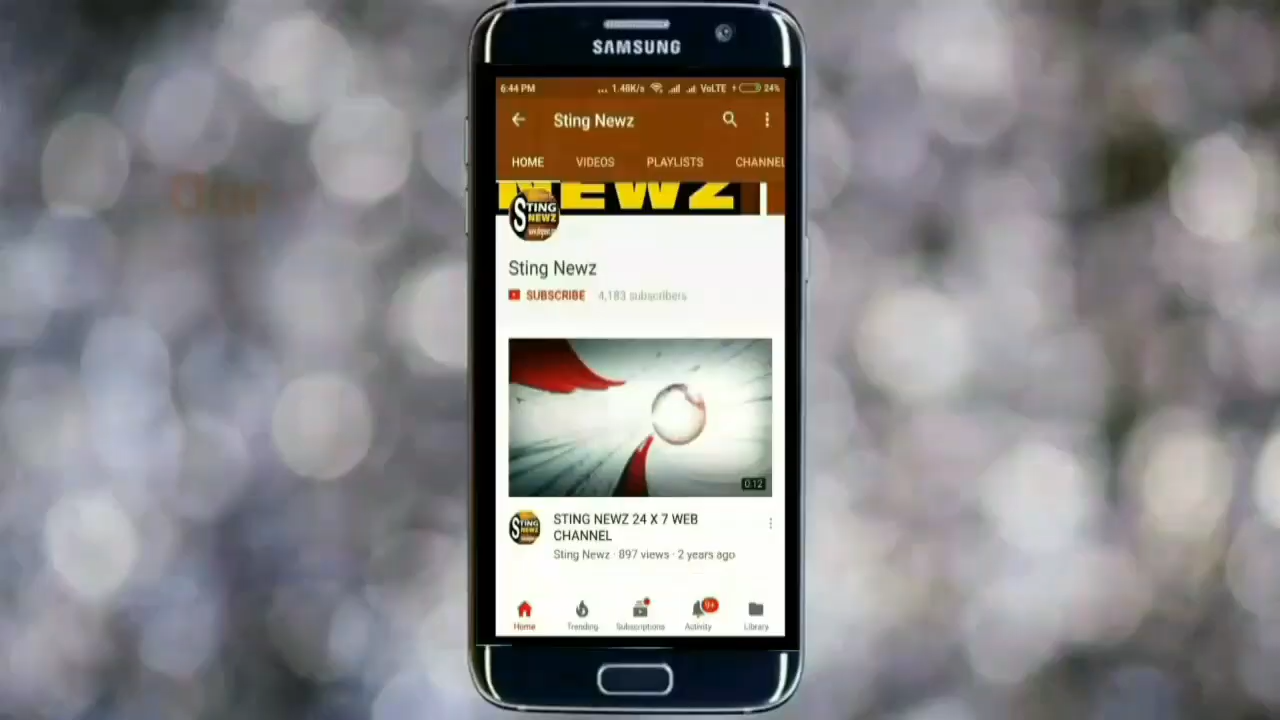 SAMSUNG
6:44 PM ... 1.48K/s VoLTE 24%
Sting Newz
HOME VIDEOS PLAYLISTS CHANNEL
NEWZ
STING
NEWZ
Sting Newz
SUBSCRIBE 4,183 subscribers
0:12
STING
NEWZ
STING NEWZ 24 X 7 WEB
CHANNEL
Sting Newz · 897 views · 2 years ago
9+
Home Trending Subscriptions Activity Library